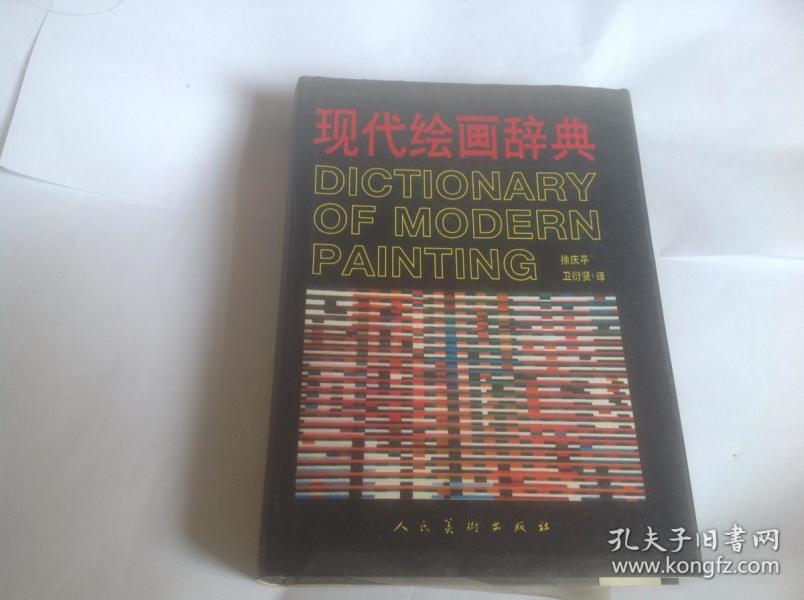 现代绘画辞典
DICTIONARY
OF MODERN
PAINTING
徐庆平
卫衍贤·译
人民美術出版社
孔夫子旧书网
www.kongfz.com